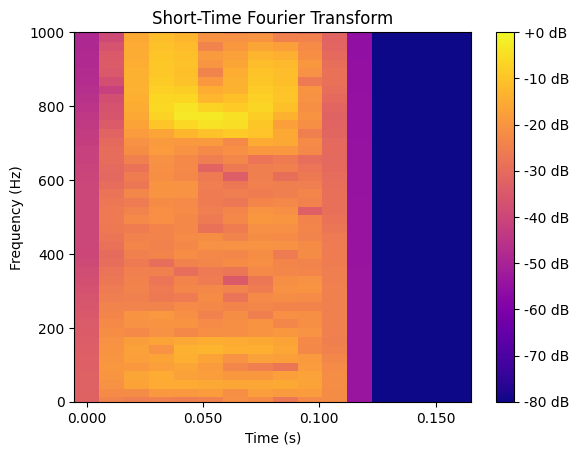 Short-Time Fourier Transform
Frequency (Hz)
1000
800
600
400
200
0
0.000
0.050
0.100
0.150
Time (s)
+0 dB
-10 dB
-20 dB
-30 dB
-40 dB
-50 dB
-60 dB
-70 dB
-80 dB